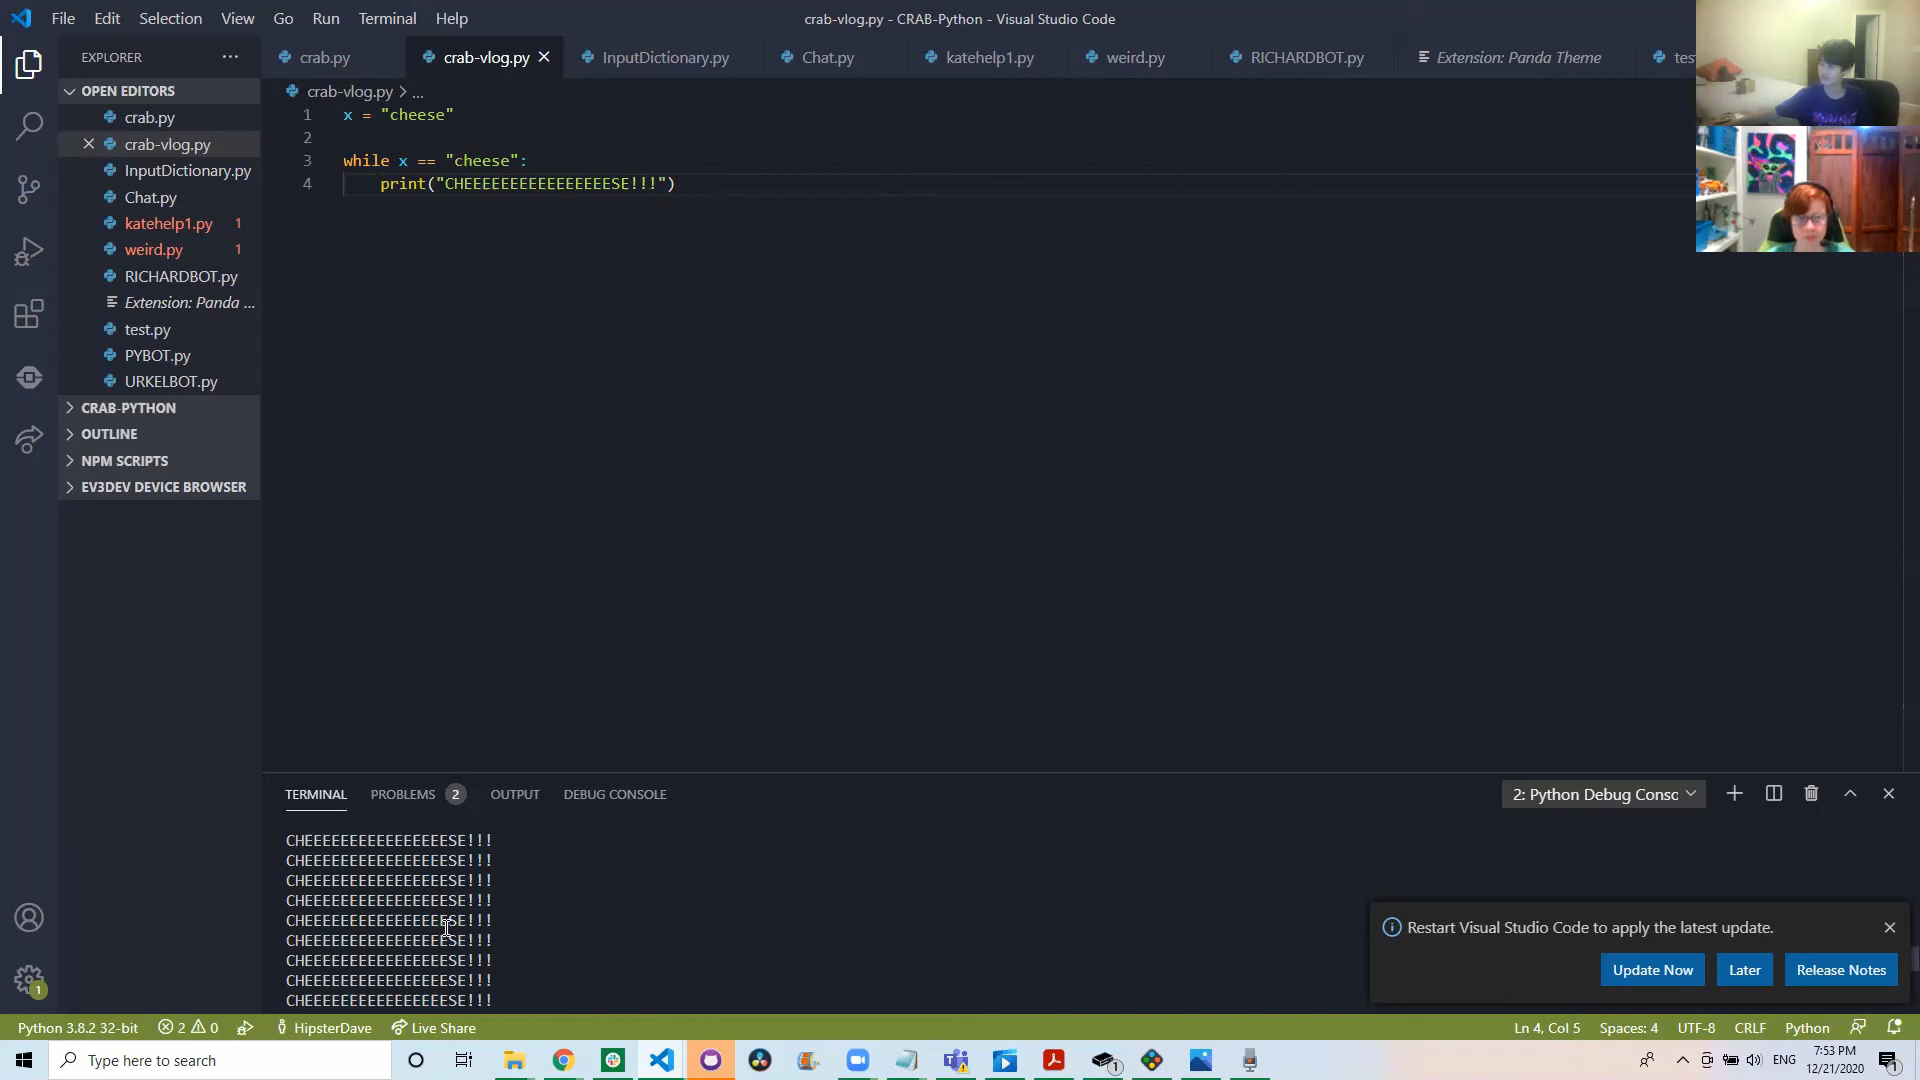 File Edit Selection View Go Run Terminal Help
crab-vlog.py - CRAB-Python - Visual Studio Code
EXPLORER
crab.py
crab-vlog.py
InputDictionary.py
Chat.py
katehelp1.py
weird.py
RICHARDBOT.py
Extension: Panda Theme
OPEN EDITORS
crab.py
crab-vlog.py
InputDictionary.py
Chat.py
katehelp1.py 1
weird.py 1
RICHARDBOT.py
Extension: Panda ...
test.py
PYBOT.py
URKELBOT.py
CRAB-PYTHON
OUTLINE
NPM SCRIPTS
EV3DEV DEVICE BROWSER
crab-vlog.py > ...
1 x = "cheese"
2
3 while x == "cheese":
4 print("CHEEEEEEEEEEEEEEEESE!!!")
TERMINAL PROBLEMS 2 OUTPUT DEBUG CONSOLE
2: Python Debug Consc
CHEEEEEEEEEEEEEEEESE!!!
CHEEEEEEEEEEEEEEEESE!!!
CHEEEEEEEEEEEEEEEESE!!!
CHEEEEEEEEEEEEEEEESE!!!
CHEEEEEEEEEEEEEEEESE!!!
CHEEEEEEEEEEEEEEEESE!!!
CHEEEEEEEEEEEEEEEESE!!!
CHEEEEEEEEEEEEEEEESE!!!
CHEEEEEEEEEEEEEEEESE!!!
Restart Visual Studio Code to apply the latest update.
Update Now Later Release Notes
1
Python 3.8.2 32-bit 2 0 HipsterDave Live Share
Ln 4, Col 5 Spaces: 4 UTF-8 CRLF Python
Type here to search
1
ENG
7:53 PM
12/21/2020
1